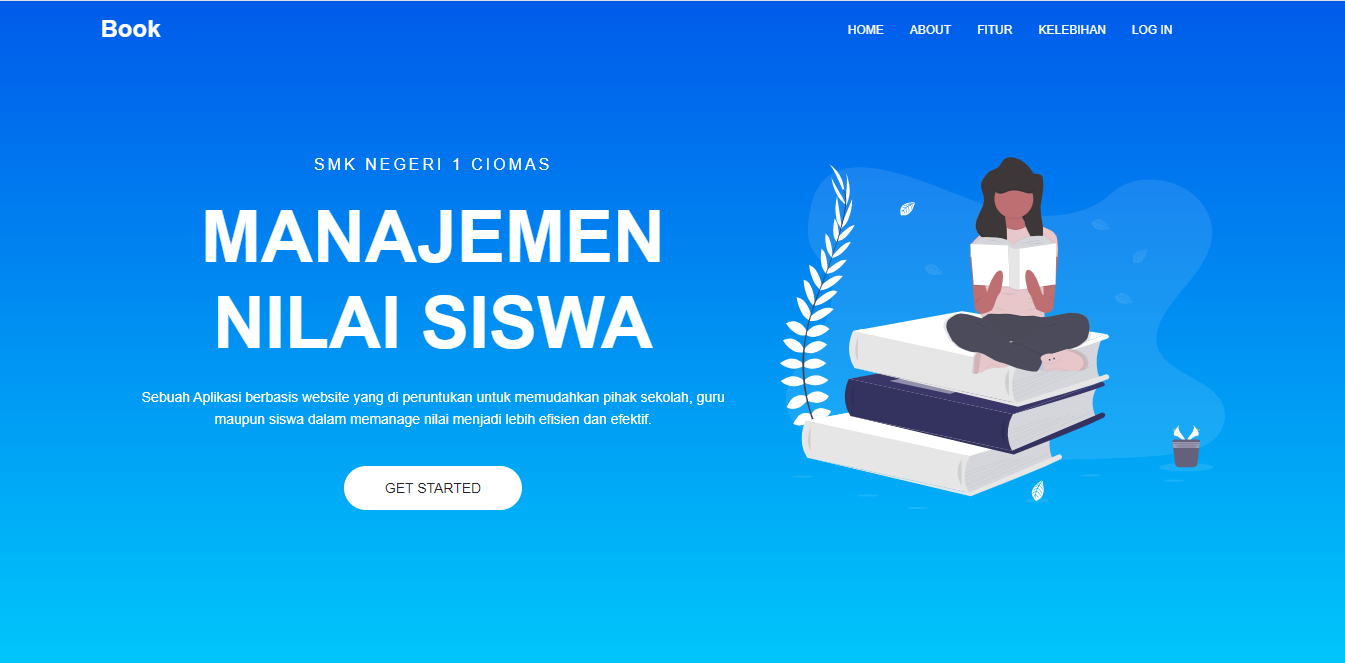 Book
HOME ABOUT FITUR KELEBIHAN LOG IN
SMK NEGERI 1 CIOMAS
MANAJEMEN
NILAI SISWA
Sebuah Aplikasi berbasis website yang di peruntukan untuk memudahkan pihak sekolah, guru
maupun siswa dalam memanage nilai menjadi lebih efisien dan efektif.
GET STARTED